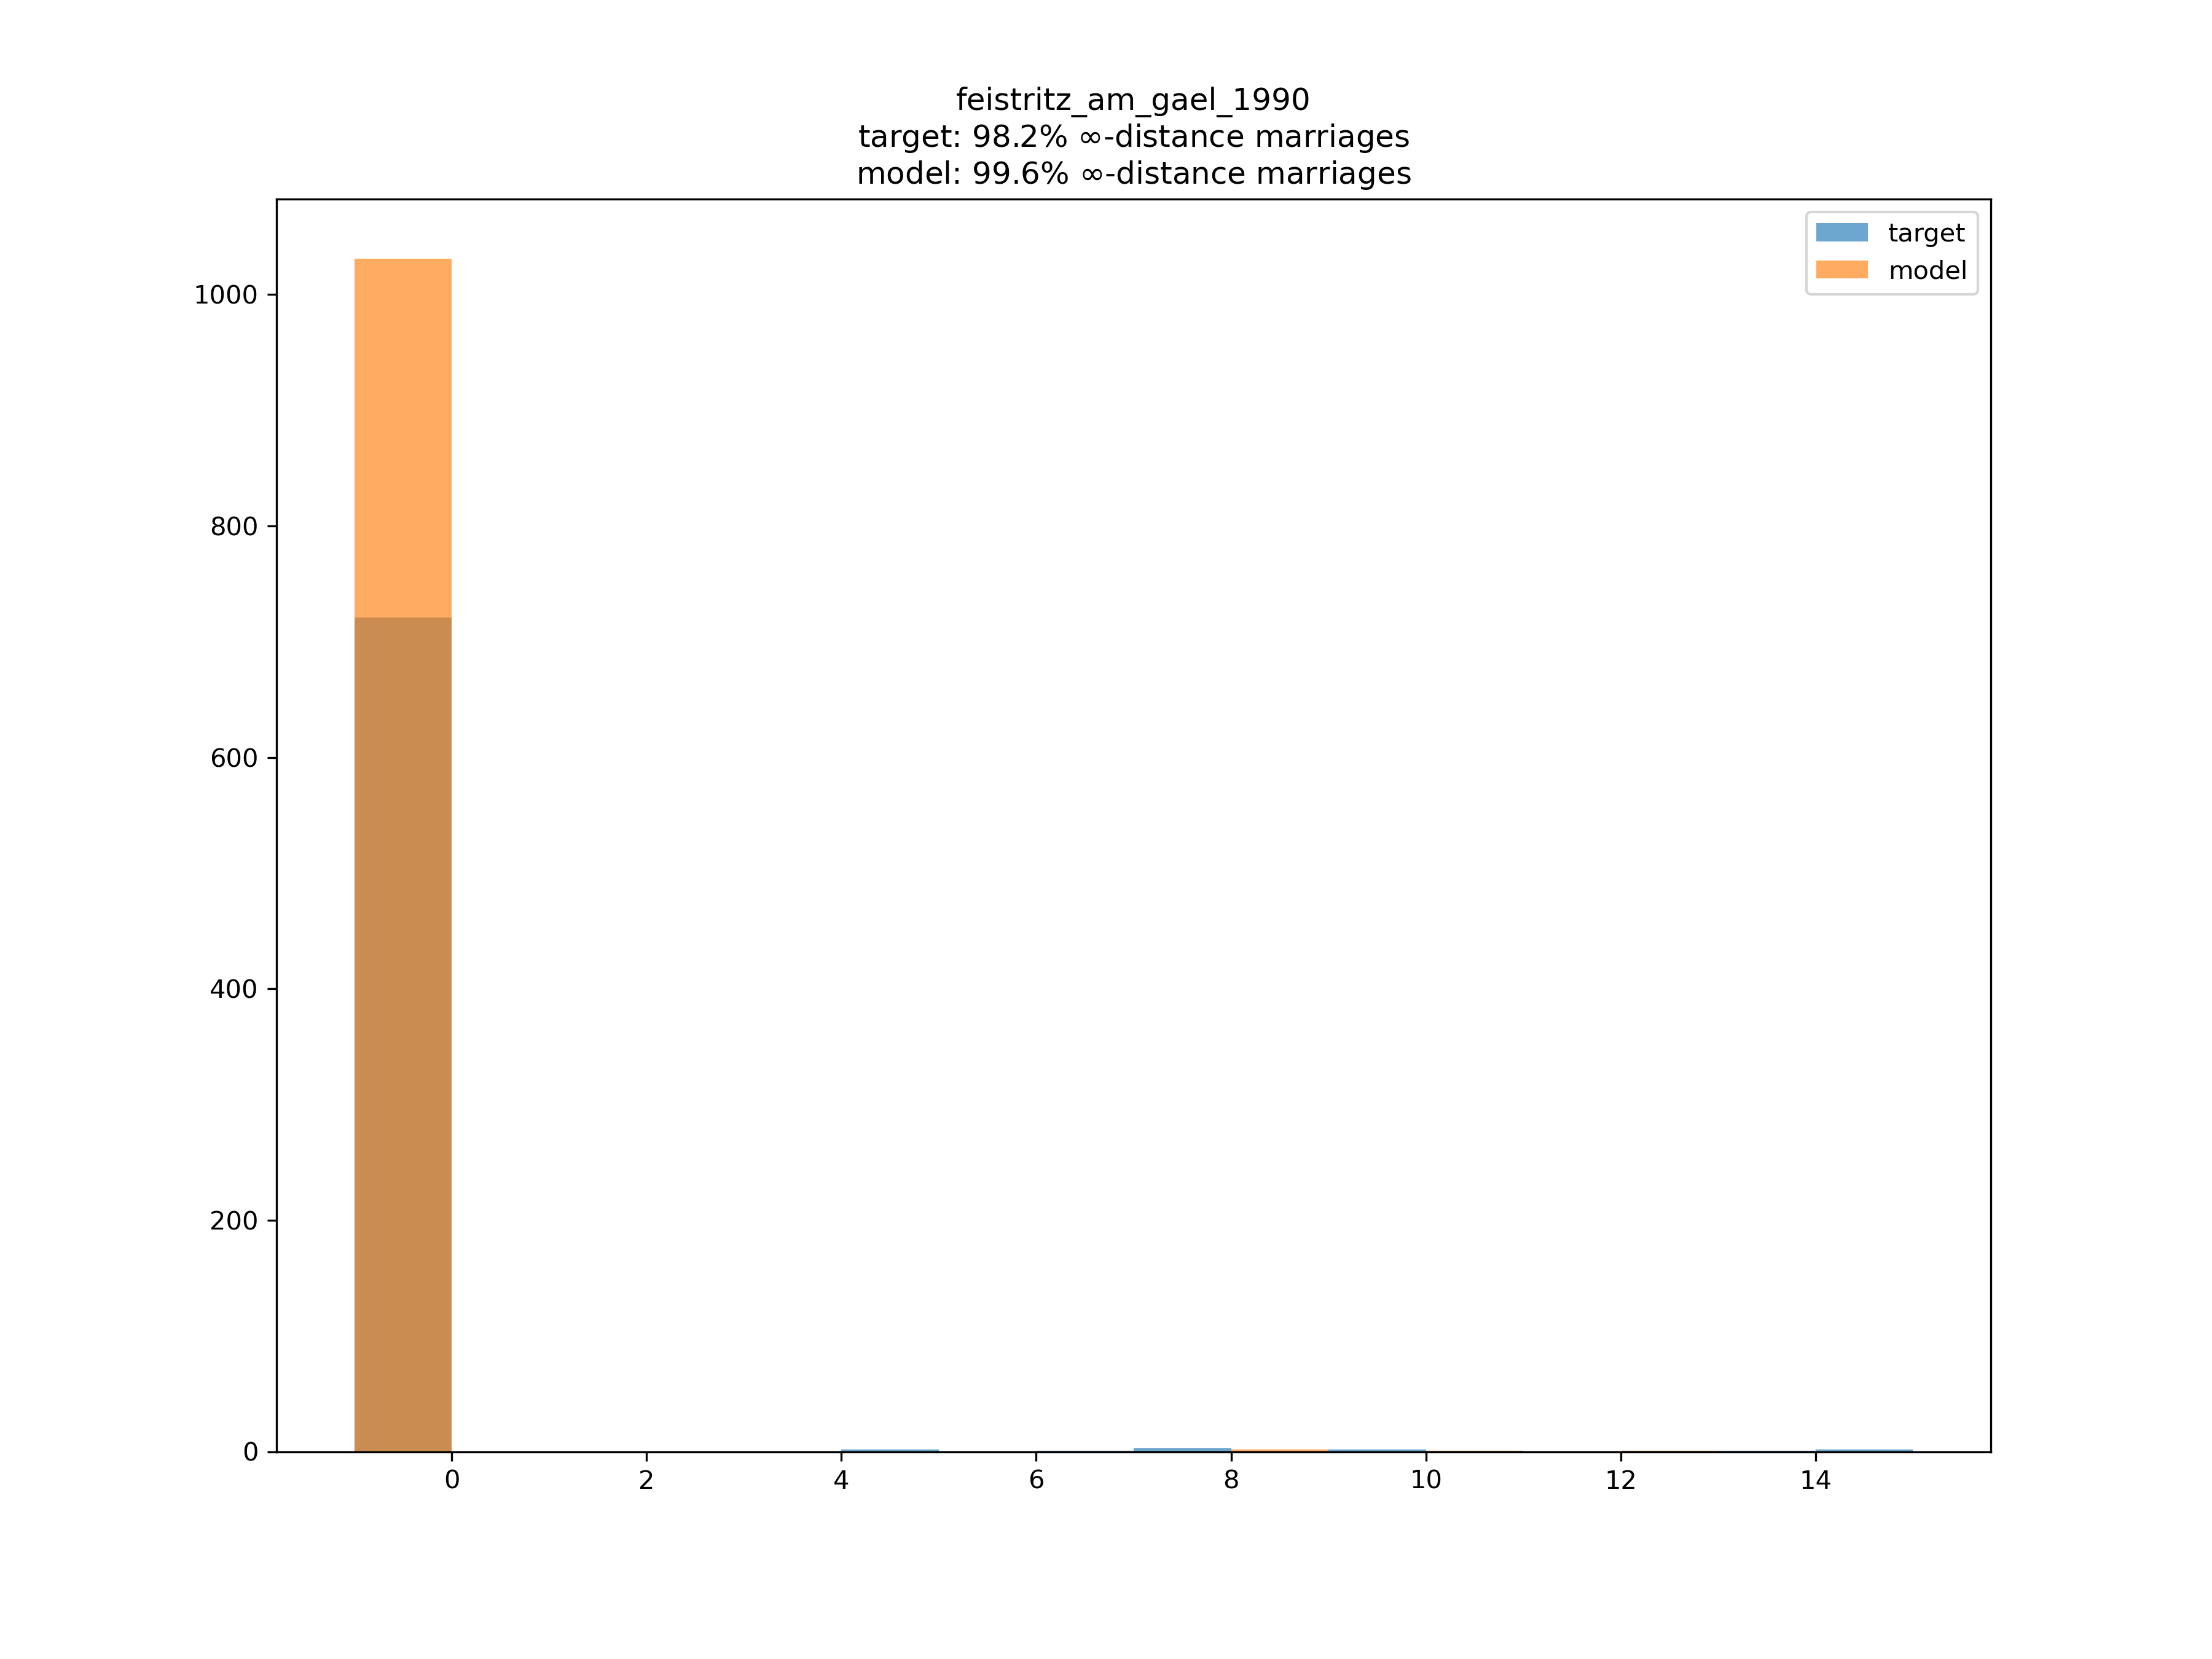 feistritz_am_gael_1990
target: 98.2% ∞-distance marriages
model: 99.6% ∞-distance marriages
target
model
1000
800
600
400
200
0
0 2 4 6 8 10 12 14